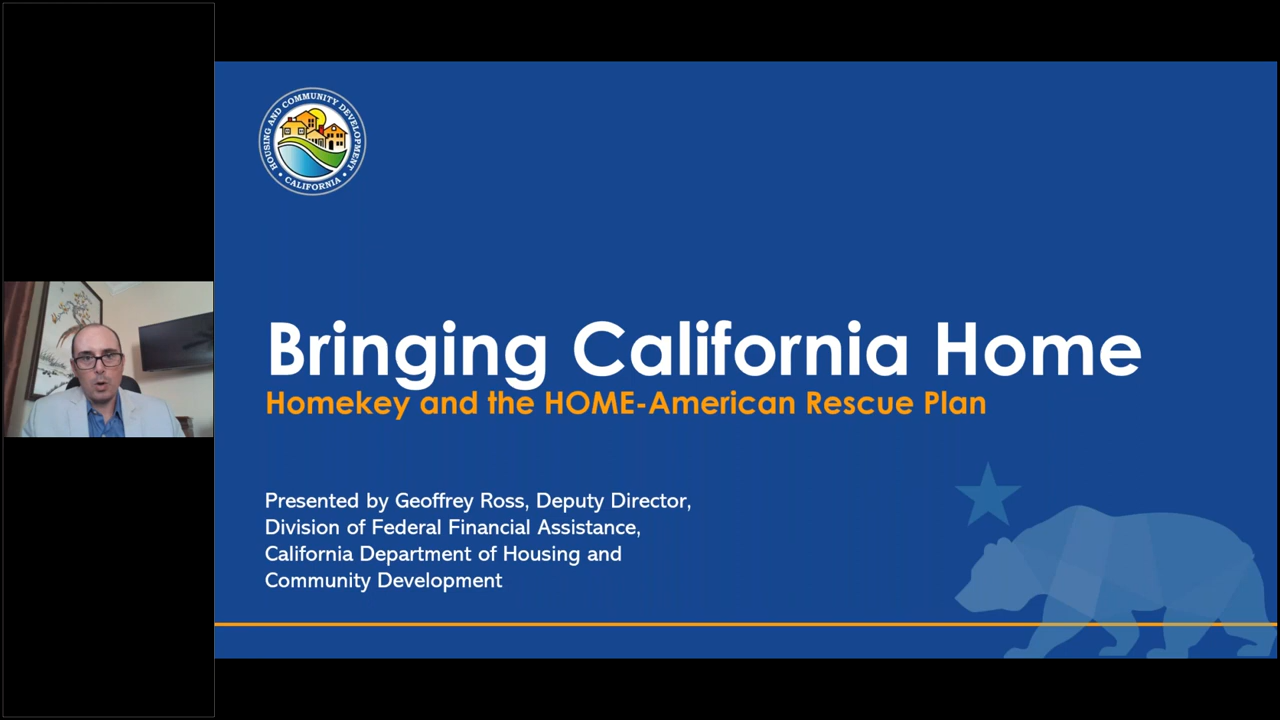 HOUSING AND COMMUNITY DEVELOPMENT
• CALIFORNIA •
Bringing California Home
Homekey and the HOME-American Rescue Plan
Presented by Geoffrey Ross, Deputy Director,
Division of Federal Financial Assistance,
California Department of Housing and
Community Development